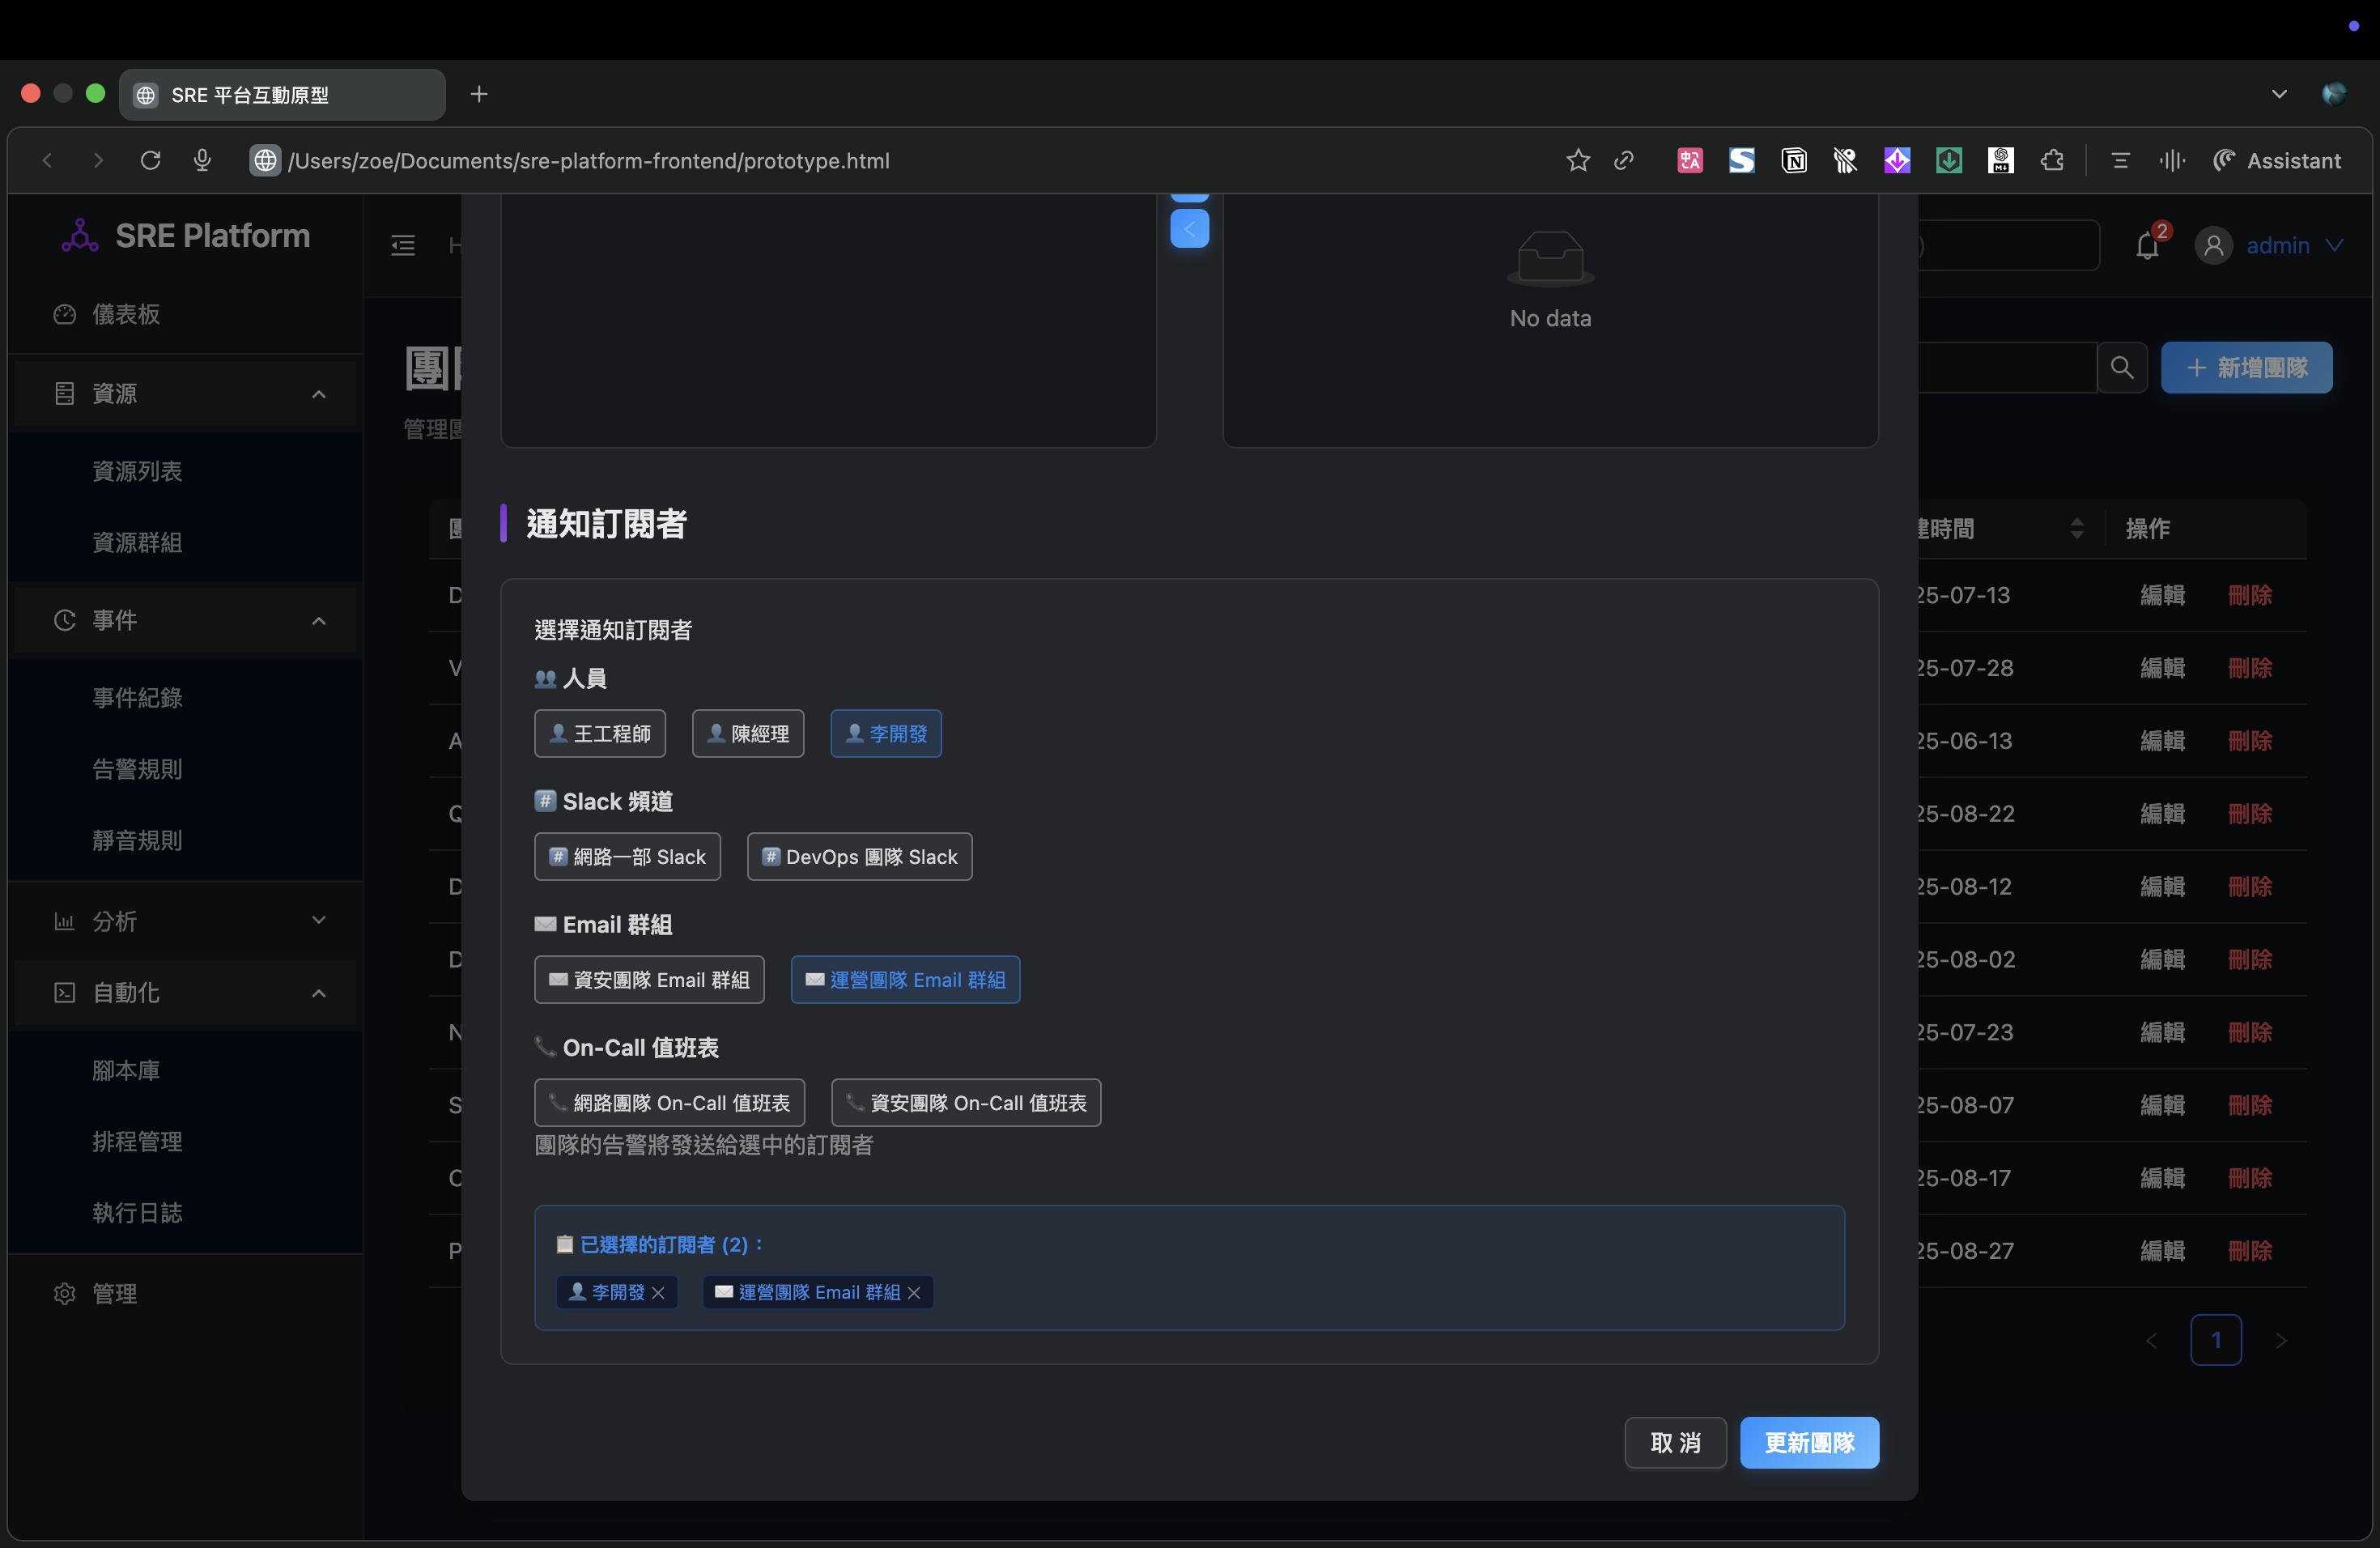 SRE 平台互動原型
/Users/zoe/Documents/sre-platform-frontend/prototype.html
Assistant
SRE Platform
2
admin
儀表板
資源
資源列表
資源群組
事件
事件紀錄
告警規則
靜音規則
分析
自動化
腳本庫
排程管理
執行日誌
管理
新增團隊
管理
操作
25-07-13 編輯 刪除
25-07-28 編輯 刪除
25-06-13 編輯 刪除
25-08-22 編輯 刪除
25-08-12 編輯 刪除
25-08-02 編輯 刪除
25-07-23 編輯 刪除
25-08-07 編輯 刪除
25-08-17 編輯 刪除
25-08-27 編輯 刪除
1
No data
通知訂閱者
選擇通知訂閱者
人員
王工程師 陳經理 李開發
Slack 頻道
網路一部 Slack DevOps 團隊 Slack
Email 群組
資安團隊 Email 群組 運營團隊 Email 群組
On-Call 值班表
網路團隊 On-Call 值班表 資安團隊 On-Call 值班表
團隊的告警將發送給選中的訂閱者
已選擇的訂閱者 (2)：
李開發 運營團隊 Email 群組
取 消 更新團隊